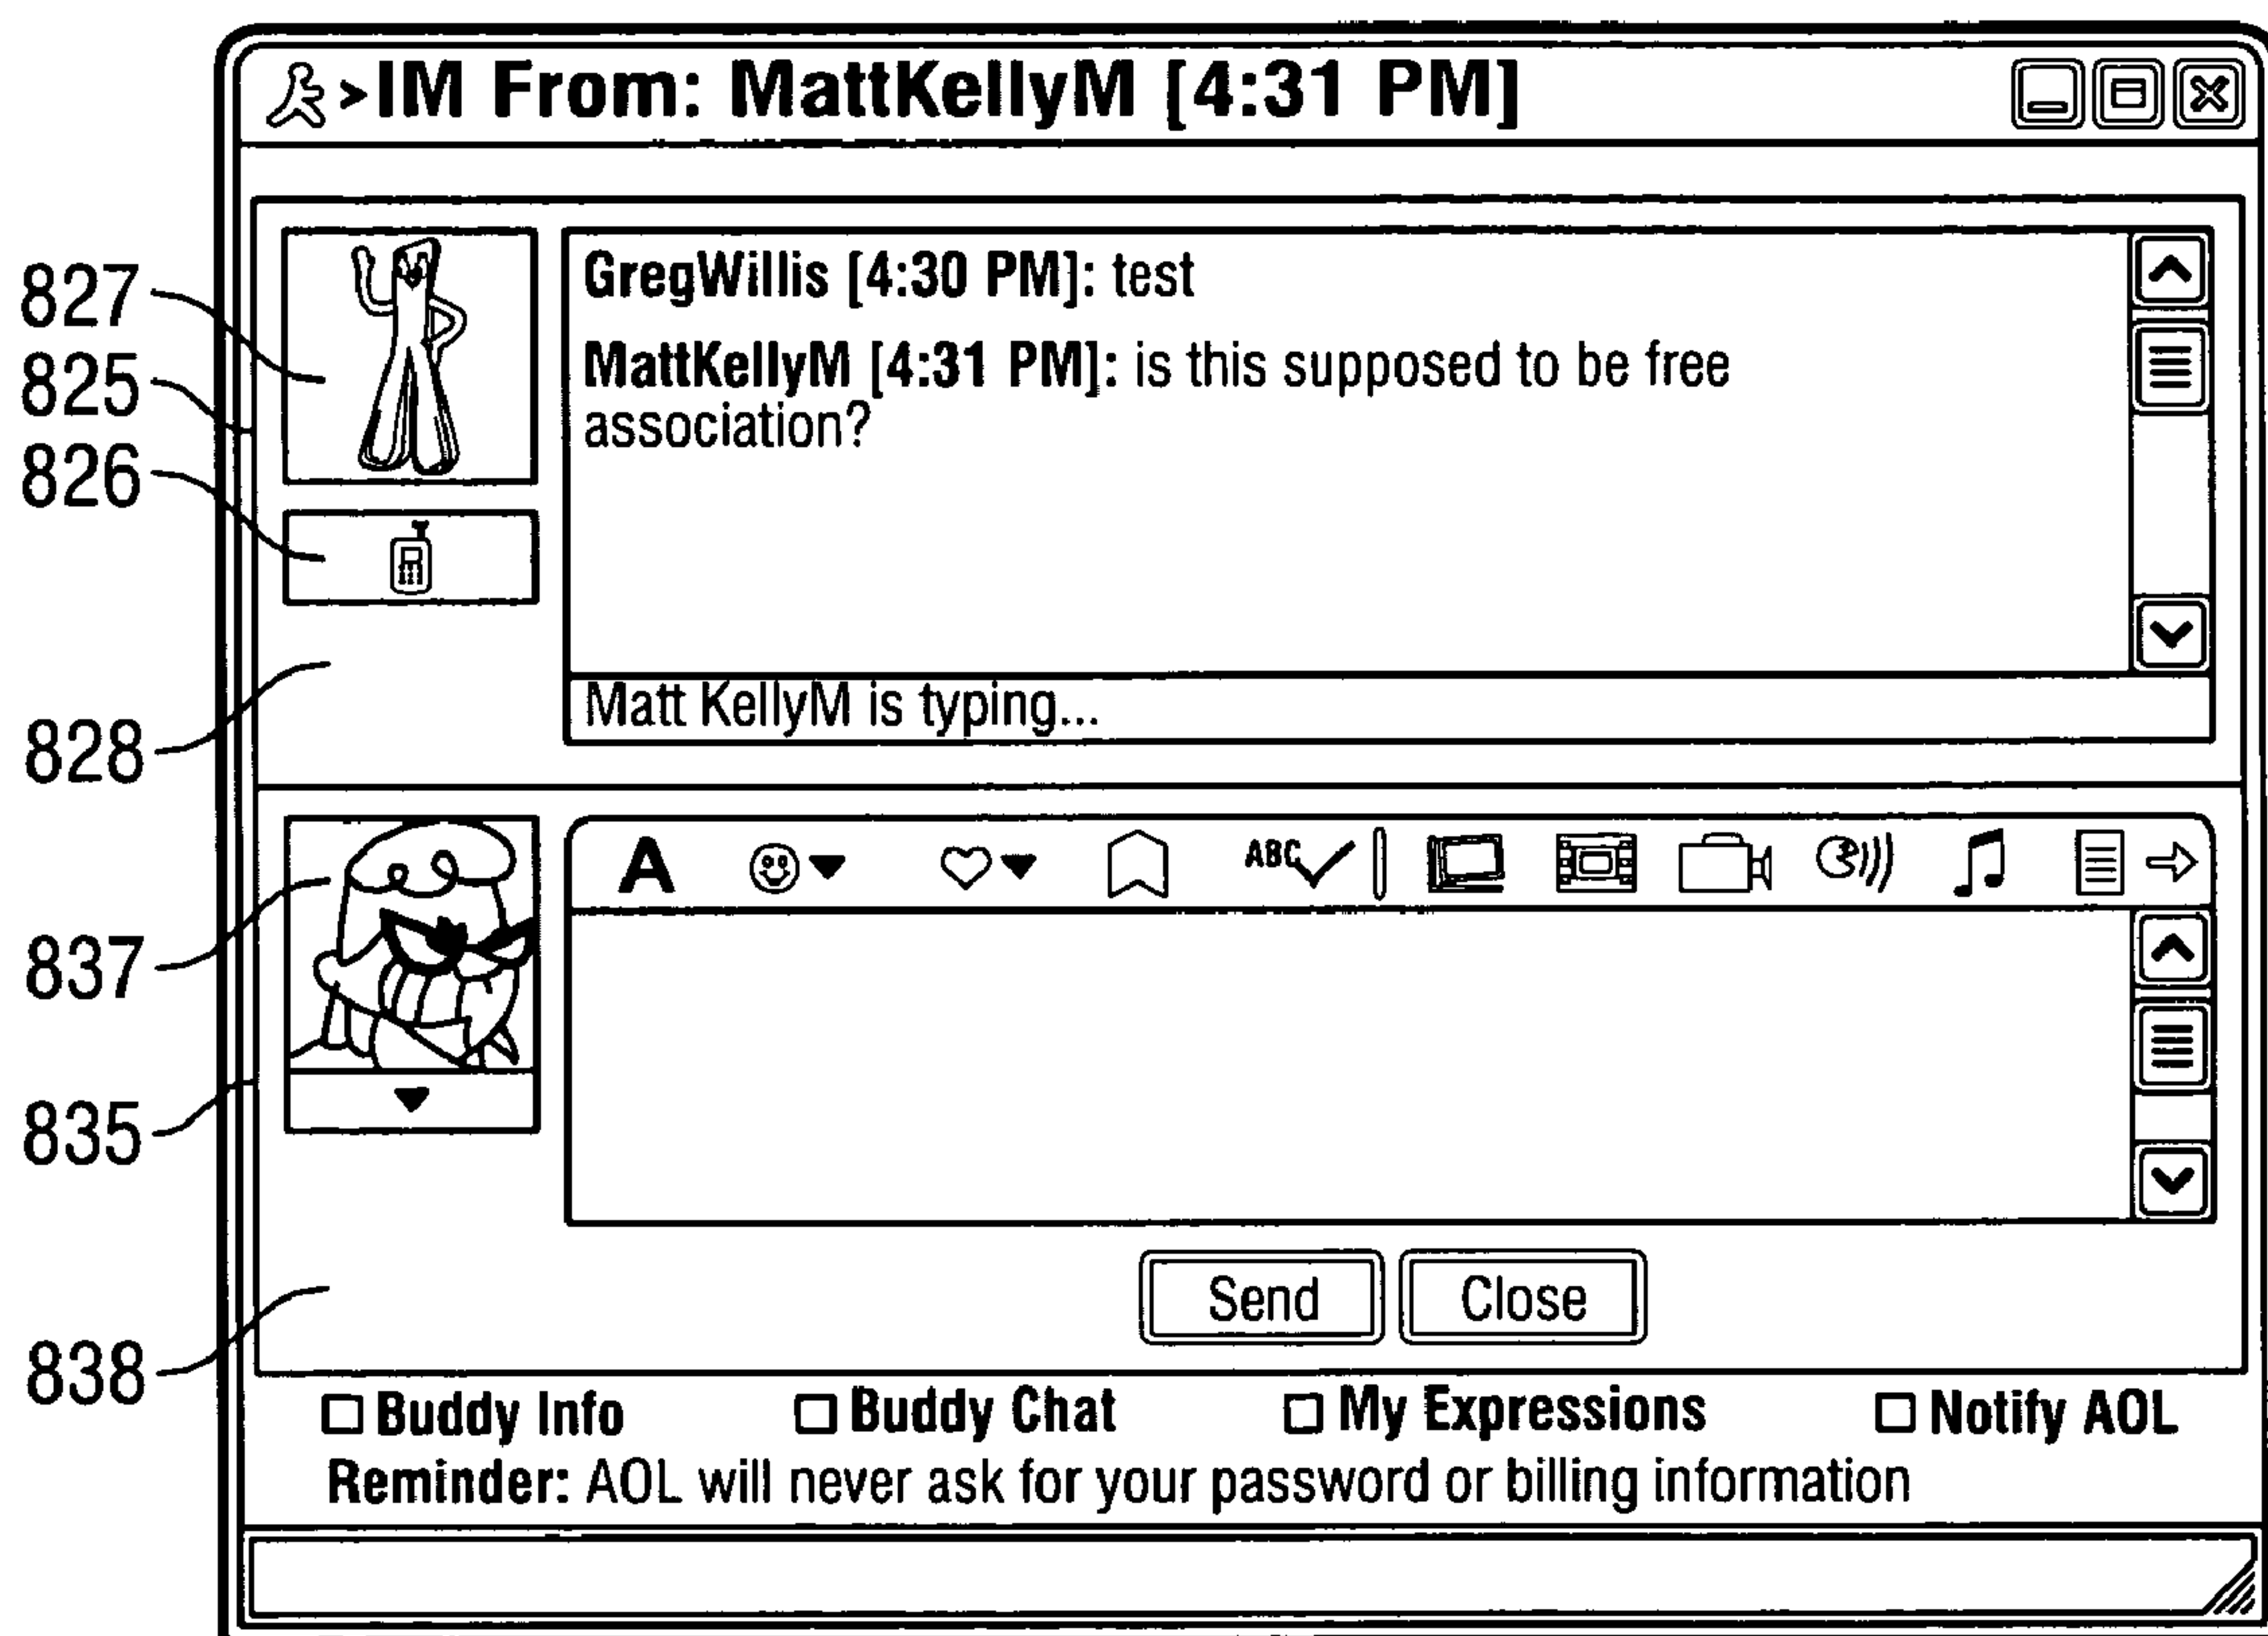 >IM From: MattKellyM [4:31 PM]
827
825
826
828
GregWillis [4:30 PM]: test
MattKellyM [4:31 PM]: is this supposed to be free
association?
Matt KellyM is typing...
837
835
838
A
ABC
Send
Close
Buddy Info
Buddy Chat
My Expressions
Notify AOL
Reminder: AOL will never ask for your password or billing information